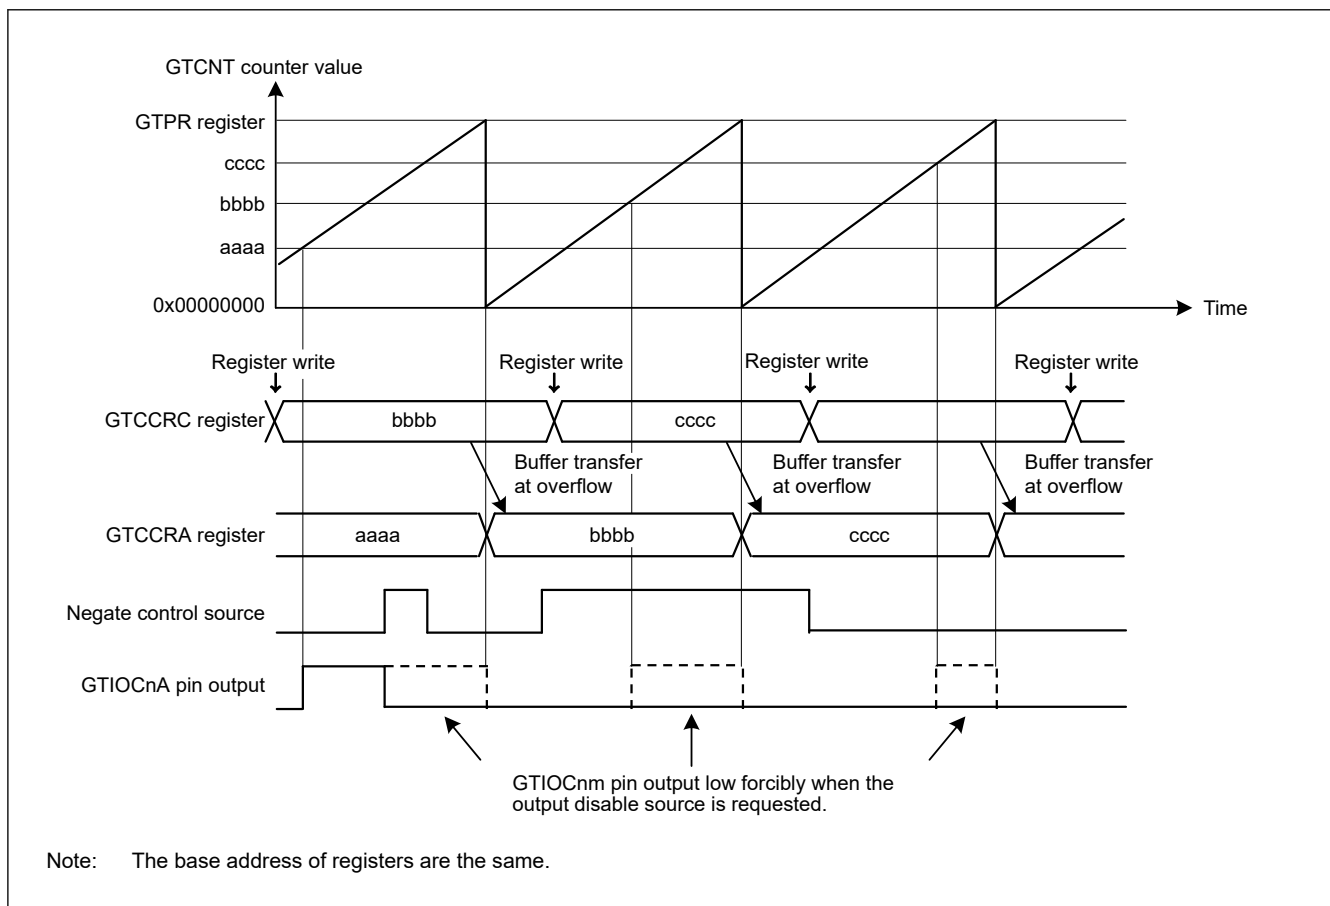 GTCNT counter value
GTPR register
cccc
bbbb
aaaa
0x00000000
Time
Register write
Register write
Register write
Register write
GTCCRC register
bbbb
cccc
Buffer transfer
at overflow
Buffer transfer
at overflow
Buffer transfer
at overflow
GTCCRA register
aaaa
bbbb
cccc
Negate control source
GTIOCnA pin output
GTIOCnm pin output low forcibly when the
output disable source is requested.
Note: The base address of registers are the same.